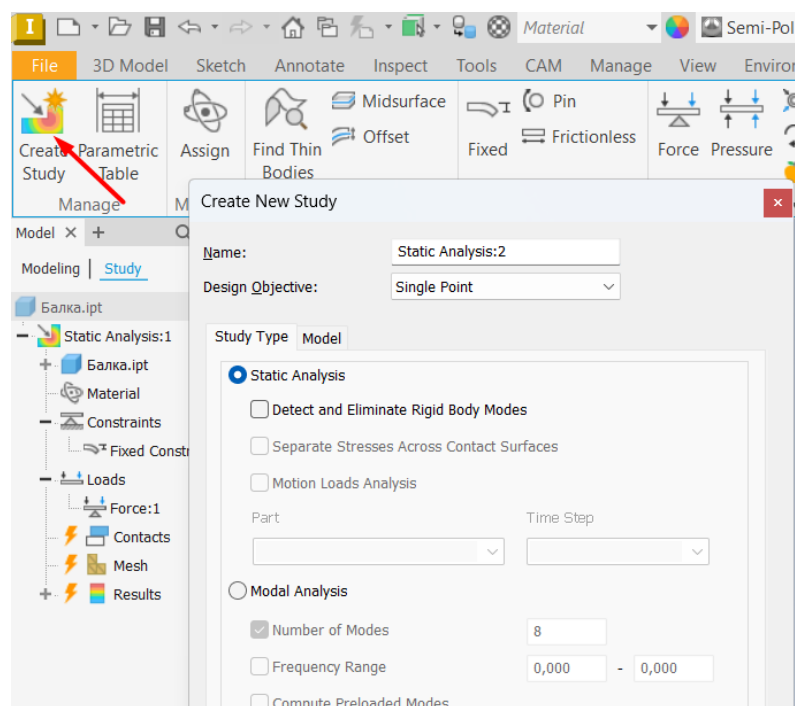 I Material Semi-Pol
File 3D Model Sketch Annotate Inspect Tools CAM Manage View Environ
Create Study Parametric Table Assign Find Thin Bodies Midsurface Offset Fixed Pin Frictionless Force Pressure
Manage M
Model × + 
Modeling | Study
Балка.ipt
Static Analysis:1
Балка.ipt
Material
Constraints
Fixed Constr
Loads
Force:1
Contacts
Mesh
Results
Create New Study
Name: Static Analysis:2
Design Objective: Single Point
Study Type Model
Static Analysis
Detect and Eliminate Rigid Body Modes
Separate Stresses Across Contact Surfaces
Motion Loads Analysis
Part Time Step
Modal Analysis
Number of Modes 8
Frequency Range 0,000 - 0,000
Compute Preloaded Modes